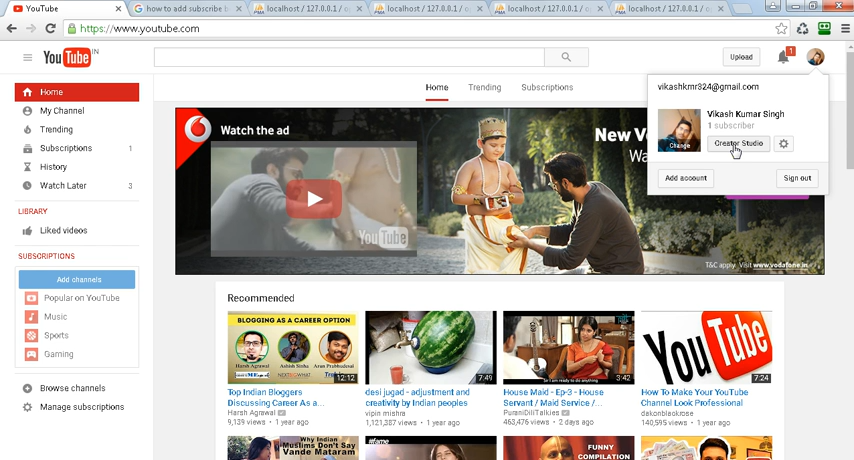 YouTube
how to add subscribe b
localhost / 127.0.0.1 / o
localhost / 127.0.0.1 / o
localhost / 127.0.0.1 / o
localhost / 127.0.0.1 / o
https://www.youtube.com
YouTube IN
Upload
1
Home
Trending
Subscriptions
vikashkmr324@gmail.com
Vikash Kumar Singh
1 subscriber
Change
Creator Studio
Add account
Sign out
Home
My Channel
Trending
Subscriptions 1
History
Watch Later 3
LIBRARY
Liked videos
SUBSCRIPTIONS
Add channels
Popular on YouTube
Music
Sports
Gaming
Browse channels
Manage subscriptions
Watch the ad
YouTube
New V
Wa
T&C apply. Visit www.vodafone.in
Recommended
BLOGGING AS A CAREER OPTION
Harsh Agrawal
Ashish Sinha
Arun Prabhudesai
12:12
Top Indian Bloggers
Discussing Career As a...
Harsh Agrawal
9,139 views • 1 year ago
7:49
desi jugad - adjustment and
creativity by Indian peoples
vipin mishra
1,121,387 views • 1 year ago
So am I ready to do anything
3:42
House Maid - Ep-3 - House
Servant / Maid Service /...
PuraniDiliTalkies
463,476 views • 2 days ago
YouTube
7:24
How To Make Your YouTube
Channel Look Professional
dakonblackrose
140,595 views • 1 year ago
Why Indian
Muslims Don't Say
Vande Mataram
#fame
FUNNY
COMPILATION